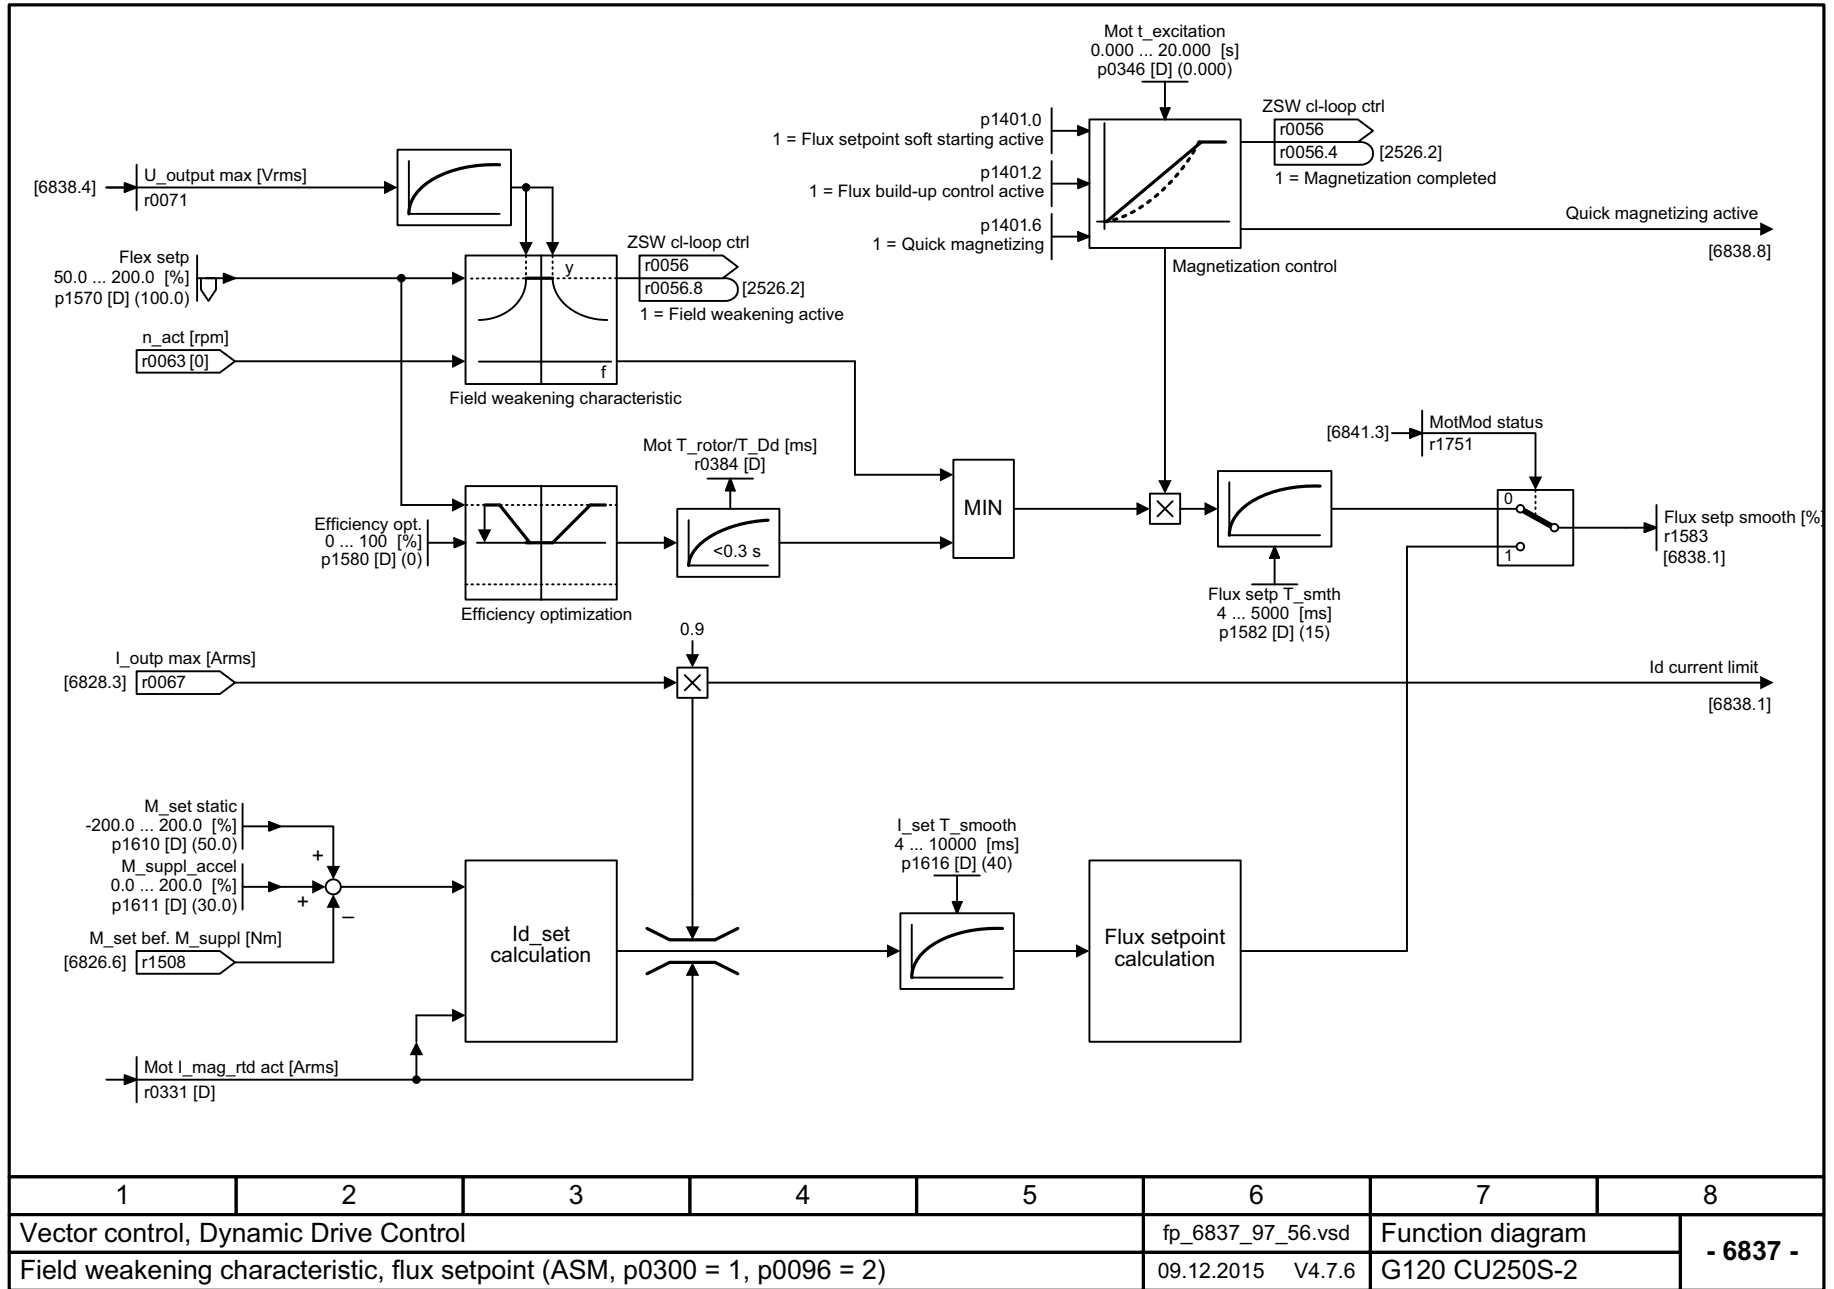 Mot t_excitation
0.000 ... 20.000 [s]
p0346 [D] (0.000)
p1401.0
1 = Flux setpoint soft starting active
p1401.2
1 = Flux build-up control active
p1401.6
1 = Quick magnetizing
ZSW cl-loop ctrl
r0056
r0056.4
[2526.2]
1 = Magnetization completed
Quick magnetizing active
[6838.8]
Magnetization control
[6838.4]
U_output max [Vrms]
r0071
Flex setp
50.0 ... 200.0 [%]
p1570 [D] (100.0)
n_act [rpm]
r0063 [0]
y
f
Field weakening characteristic
ZSW cl-loop ctrl
r0056
r0056.8
[2526.2]
1 = Field weakening active
Mot T_rotor/T_Dd [ms]
r0384 [D]
<0.3 s
Efficiency opt.
0 ... 100 [%]
p1580 [D] (0)
Efficiency optimization
MIN
Flux setp T_smth
4 ... 5000 [ms]
p1582 [D] (15)
[6841.3]
MotMod status
r1751
0
1
Flux setp smooth [%]
r1583
[6838.1]
I_outp max [Arms]
[6828.3]
r0067
0.9
Id current limit
[6838.1]
M_set static
-200.0 ... 200.0 [%]
p1610 [D] (50.0)
+
M_suppl_accel
0.0 ... 200.0 [%]
p1611 [D] (30.0)
+
–
M_set bef. M_suppl [Nm]
[6826.6]
r1508
Id_set
calculation
I_set T_smooth
4 ... 10000 [ms]
p1616 [D] (40)
Flux setpoint
calculation
Mot I_mag_rtd act [Arms]
r0331 [D]
1 2 3 4 5 6 7 8
Vector control, Dynamic Drive Control
fp_6837_97_56.vsd
Function diagram
- 6837 -
Field weakening characteristic, flux setpoint (ASM, p0300 = 1, p0096 = 2)
09.12.2015 V4.7.6
G120 CU250S-2